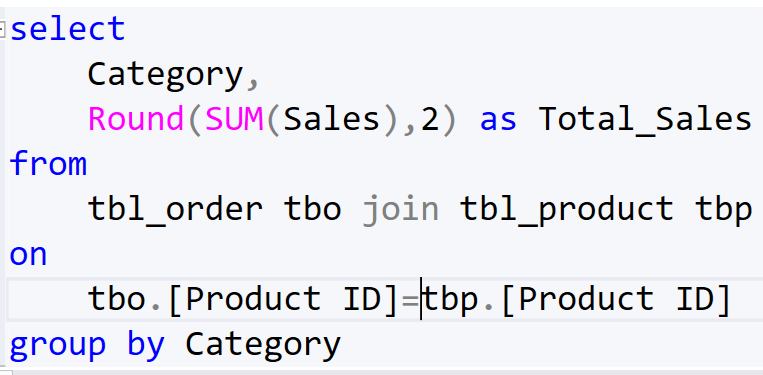 select
    Category,
    Round(SUM(Sales),2) as Total_Sales
from
    tbl_order tbo join tbl_product tbp
on
    tbo.[Product ID]=tbp.[Product ID]
group by Category